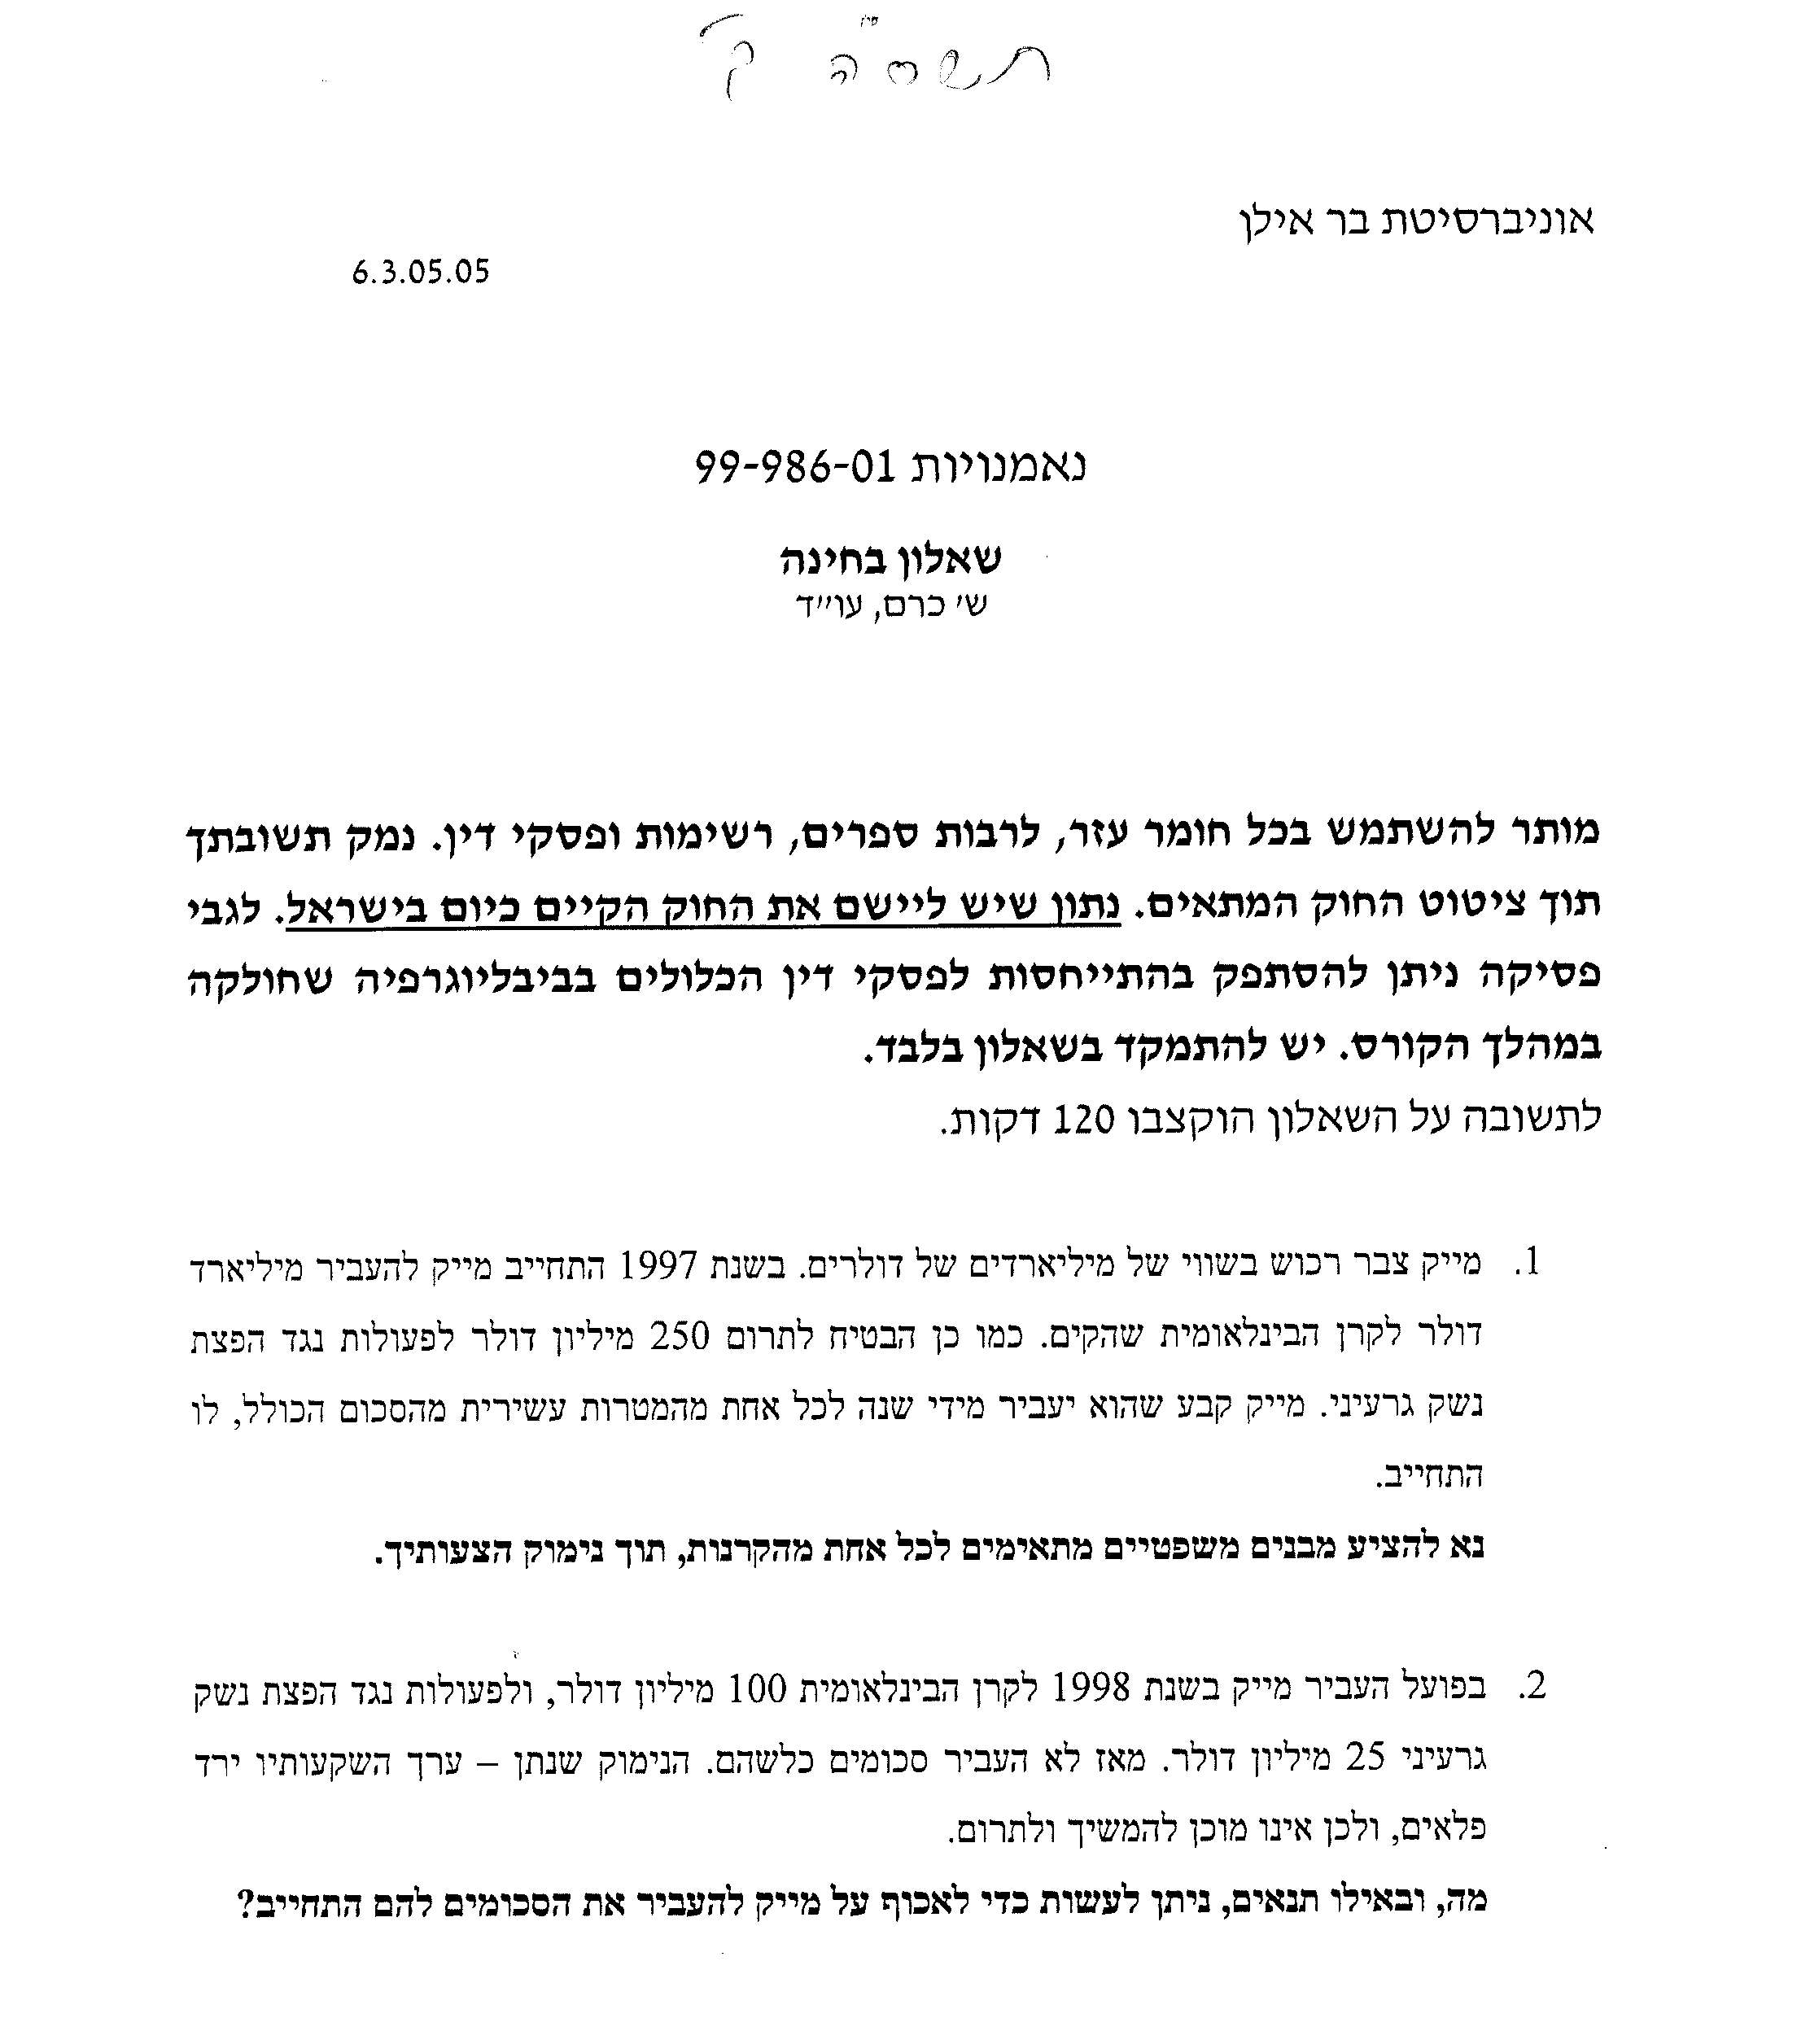 תשס"ה ק'
אוניברסיטת בר אילן
6.3.05.05
נאמנויות 99-986-01
שאלון בחינה
ש' כרם, עו"ד
מותר להשתמש בכל חומר עזר, לרבות ספרים, רשימות ופסקי דין. נמק תשובתך
תוך ציטוט החוק המתאים. נתון שיש ליישם את החוק הקיים כיום בישראל. לגבי
פסיקה ניתן להסתפק בהתייחסות לפסקי דין הכלולים בביבליוגרפיה שחולקה
במהלך הקורס. יש להתמקד בשאלון בלבד.
לתשובה על השאלון הוקצבו 120 דקות.
1. מייק צבר רכוש בשווי של מיליארדים של דולרים. בשנת 1997 התחייב מייק להעביר מיליארד
דולר לקרן הבינלאומית שהקים. כמו כן הבטיח לתרום 250 מיליון דולר לפעולות נגד הפצת
נשק גרעיני. מייק קבע שהוא יעביר מידי שנה לכל אחת מהמטרות עשירית מהסכום הכולל, לו
התחייב.
נא להציע מבנים משפטיים מתאימים לכל אחת מהקרנות, תוך נימוק הצעותיך.
2. בפועל העביר מייק בשנת 1998 לקרן הבינלאומית 100 מיליון דולר, ולפעולות נגד הפצת נשק
גרעיני 25 מיליון דולר. מאז לא העביר סכומים כלשהם. הנימוק שנתן – ערך השקעותיו ירד
פלאים, ולכן אינו מוכן להמשיך ולתרום.
מה, ובאילו תנאים, ניתן לעשות כדי לאכוף על מייק להעביר את הסכומים להם התחייב?